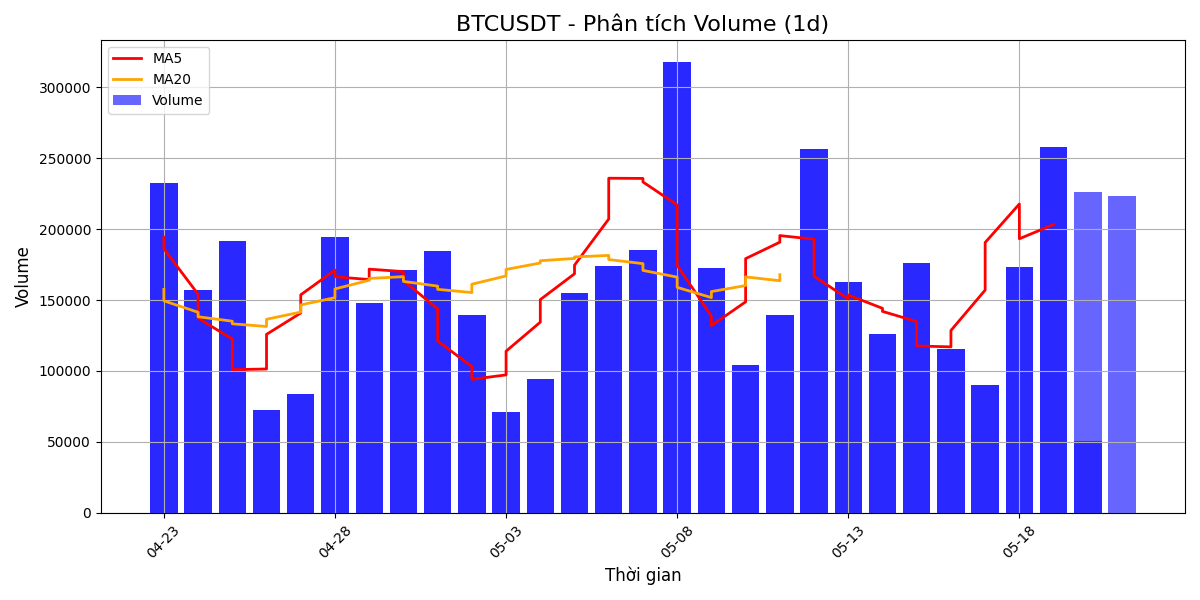 BTCUSDT - Phân tích Volume (1d)
MA5
MA20
Volume
300000
250000
200000
150000
100000
50000
0
Volume
04-23
04-28
05-03
05-08
05-13
05-18
Thời gian